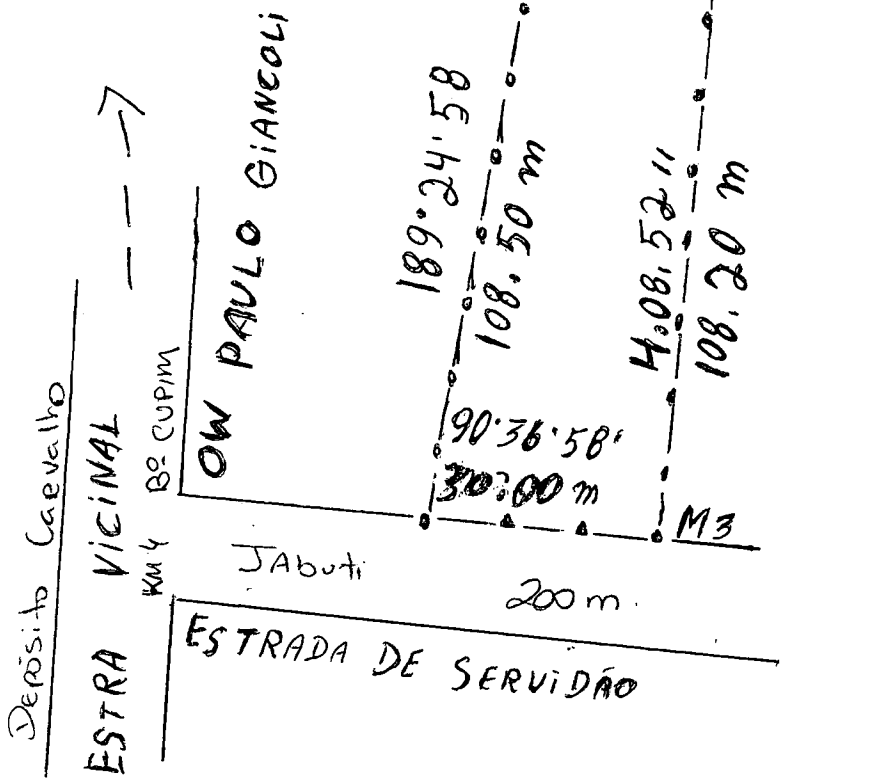 Depósito Caevalho
ESTRA VICINAL
KM 4 Bº CUPIM
OW PAULO GIANCOLI
189°24'58
108.50 m
4.08.52"
108.20 m
90°36'58'
30:00 m
M3
JAbuti
200 m.
ESTRADA DE SERVIDÃO